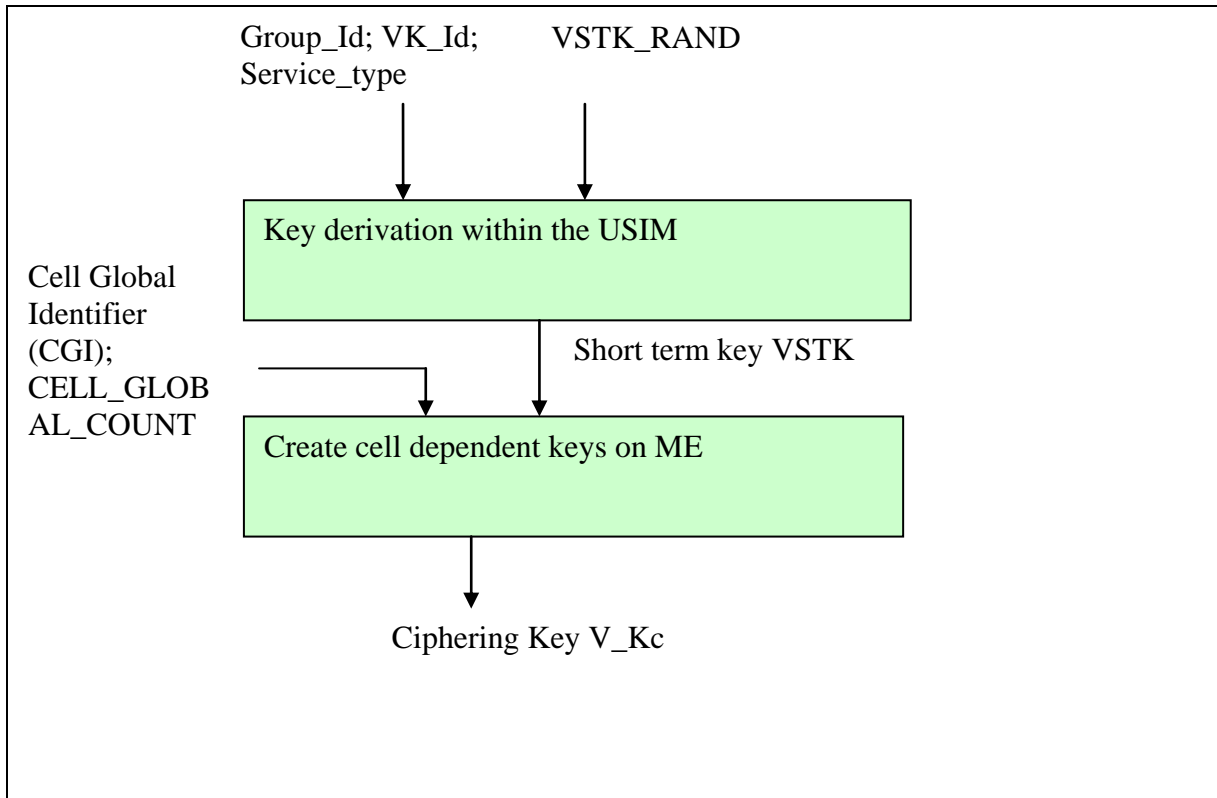 Group_Id; VK_Id;
Service_type
VSTK_RAND
Key derivation within the USIM
Cell Global
Identifier
(CGI);
CELL_GLOB
AL_COUNT
Short term key VSTK
Create cell dependent keys on ME
Ciphering Key V_Kc